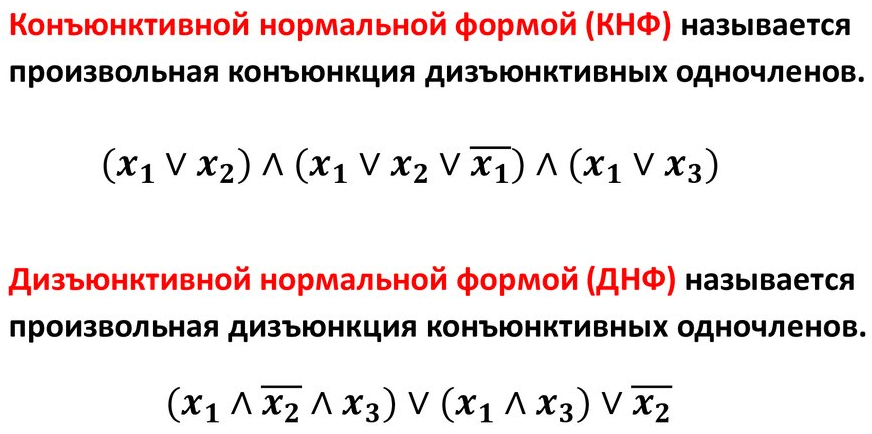 Конъюнктивной нормальной формой (КНФ) называется
произвольная конъюнкция дизъюнктивных одночленов.
(x₁ ∨ x₂) ∧ (x₁ ∨ x₂ ∨ x̅₁) ∧ (x₁ ∨ x₃)
Дизъюнктивной нормальной формой (ДНФ) называется
произвольная дизъюнкция конъюнктивных одночленов.
(x₁ ∧ x̅₂ ∧ x₃) ∨ (x₁ ∧ x₃) ∨ x̅₂